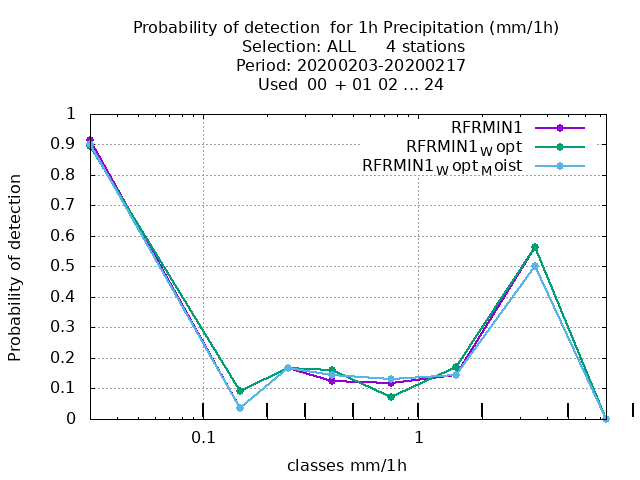 Probability of detection  for 1h Precipitation (mm/1h)
Selection: ALL      4 stations
Period: 20200203-20200217
Used  00  + 01 02 ... 24
RFRMIN1
RFRMIN1Wopt
RFRMIN1WoptMoist
Probability of detection
1
0.9
0.8
0.7
0.6
0.5
0.4
0.3
0.2
0.1
0
0.1
1
classes mm/1h